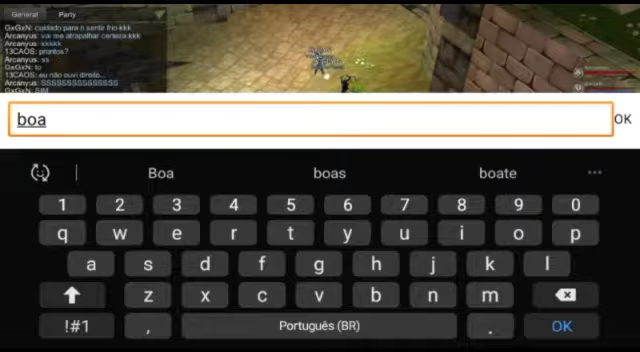 General Party
GxGxN: cuidado para n sentir frio kkk
Arcanyus: vai me atrapalhar certeza kkk
Arcanyus: kkkkk
13CAOS: prontos?
Arcanyus: ss
GxGxN: to
13CAOS: eu não ouvi direito...
Arcanyus: SSSSSSSSSSSSSSS
GxGxN: SIM
boa
OK
Boa boas boate ...
1 2 3 4 5 6 7 8 9 0
q w e r t y u i o p
a s d f g h j k l
z x c v b n m
!#1 , Português (BR) . OK